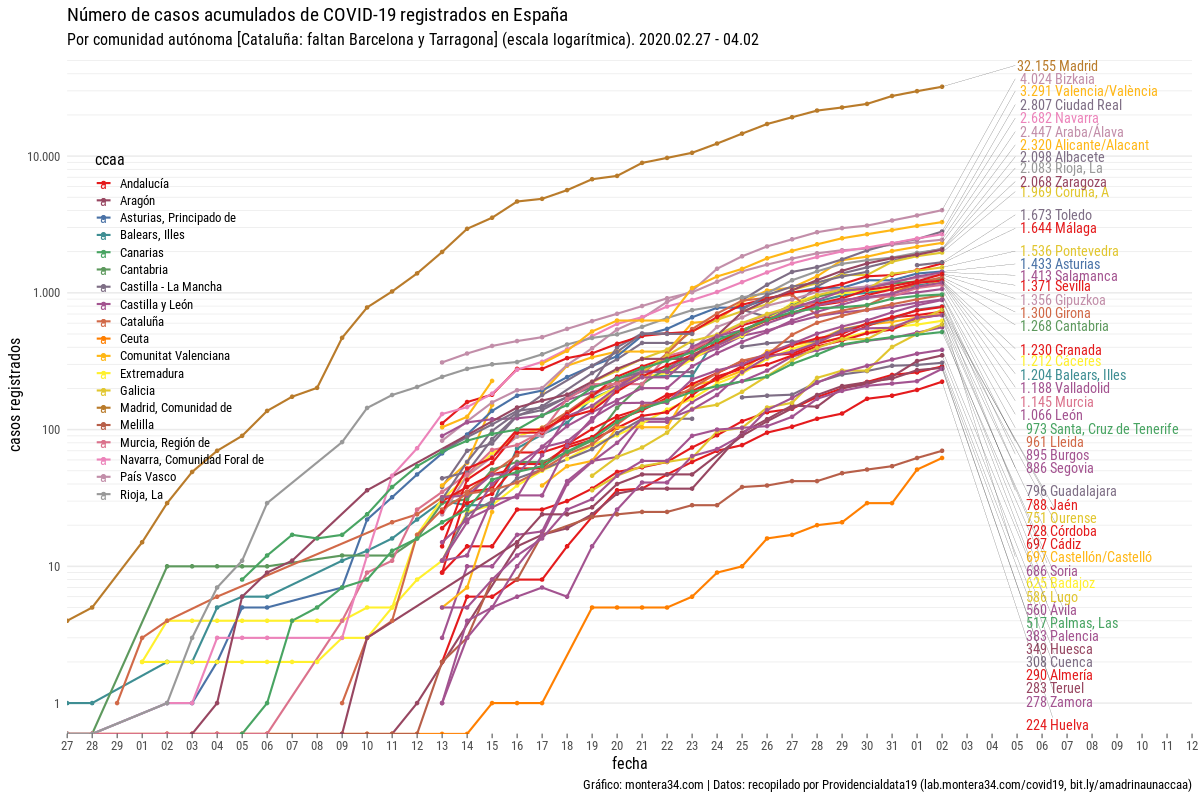 Número de casos acumulados de COVID-19 registrados en España
Por comunidad autónoma [Cataluña: faltan Barcelona y Tarragona] (escala logarítmica). 2020.02.27 - 04.02
casos registrados
10.000
1.000
100
10
1
ccaa
Andalucía
Aragón
Asturias, Principado de
Balears, Illes
Canarias
Cantabria
Castilla - La Mancha
Castilla y León
Cataluña
Ceuta
Comunitat Valenciana
Extremadura
Galicia
Madrid, Comunidad de
Melilla
Murcia, Región de
Navarra, Comunidad Foral de
País Vasco
Rioja, La
32.155 Madrid
4.024 Bizkaia
3.291 Valencia/València
2.807 Ciudad Real
2.682 Navarra
2.447 Araba/Álava
2.320 Alicante/Alacant
2.098 Albacete
2.083 Rioja, La
2.068 Zaragoza
1.969 Coruña, A
1.673 Toledo
1.644 Málaga
1.536 Pontevedra
1.433 Asturias
1.413 Salamanca
1.371 Sevilla
1.356 Gipuzkoa
1.300 Girona
1.268 Cantabria
1.230 Granada
1.212 Cáceres
1.204 Balears, Illes
1.188 Valladolid
1.145 Murcia
1.066 León
973 Santa, Cruz de Tenerife
961 Lleida
895 Burgos
886 Segovia
796 Guadalajara
788 Jaén
751 Ourense
728 Córdoba
697 Cádiz
697 Castellón/Castelló
686 Soria
Badajoz
586 Lugo
560 Ávila
517 Palmas, Las
383 Palencia
349 Huesca
308 Cuenca
290 Almería
283 Teruel
278 Zamora
224 Huelva
27 28 29 01 02 03 04 05 06 07 08 09 10 11 12 13 14 15 16 17 18 19 20 21 22 23 24 25 26 27 28 29 30 31 01 02 03 04 05 06 07 08 09 10 11 12
fecha
Gráfico: montera34.com | Datos: recopilado por Providencialdata19 (lab.montera34.com/covid19, bit.ly/amadrinaunaccaa)